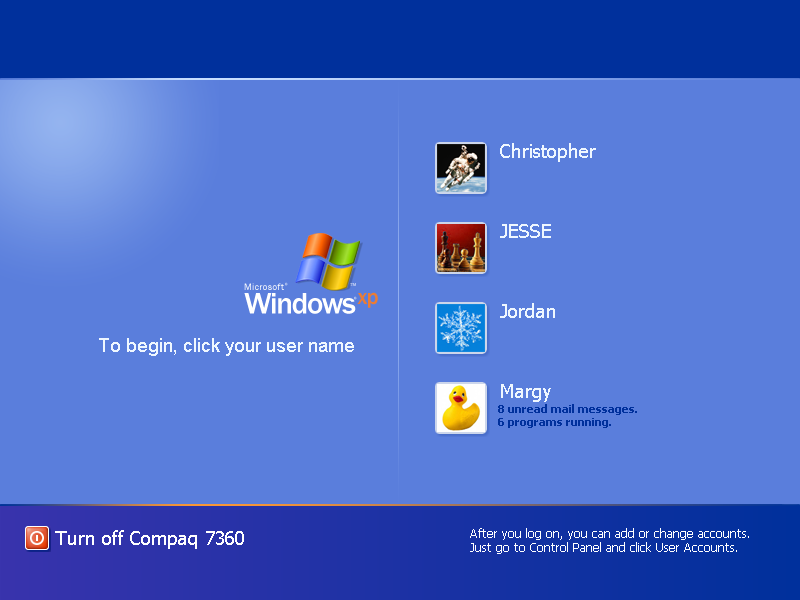 Microsoft®
Windows xp™
To begin, click your user name
Christopher
JESSE
Jordan
Margy
8 unread mail messages.
6 programs running.
Turn off Compaq 7360
After you log on, you can add or change accounts.
Just go to Control Panel and click User Accounts.